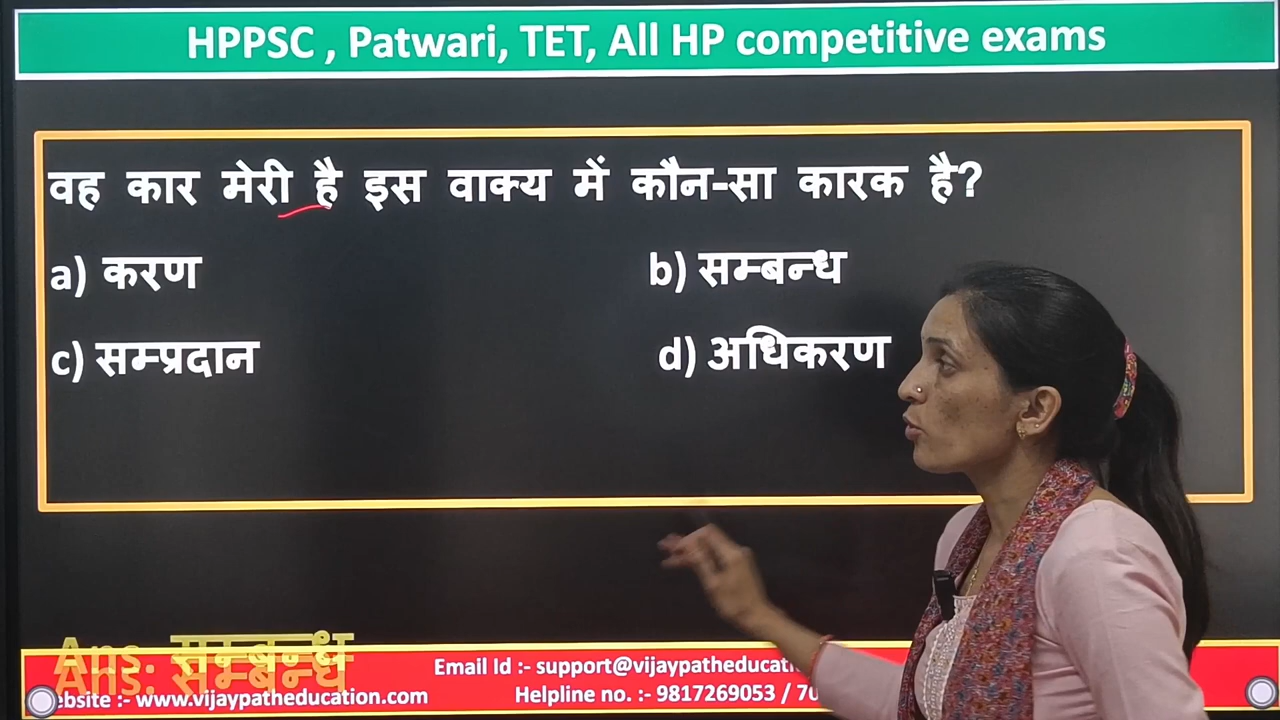 HPPSC , Patwari, TET, All HP competitive exams
वह कार मेरी है इस वाक्य में कौन-सा कारक है?
a) करण b) सम्बन्ध
c) सम्प्रदान d) अधिकरण
Ans. सम्बन्ध
Email Id :- support@vijaypatheducati
ebsite :- www.vijaypatheducation.com Helpline no. :- 9817269053 / 70